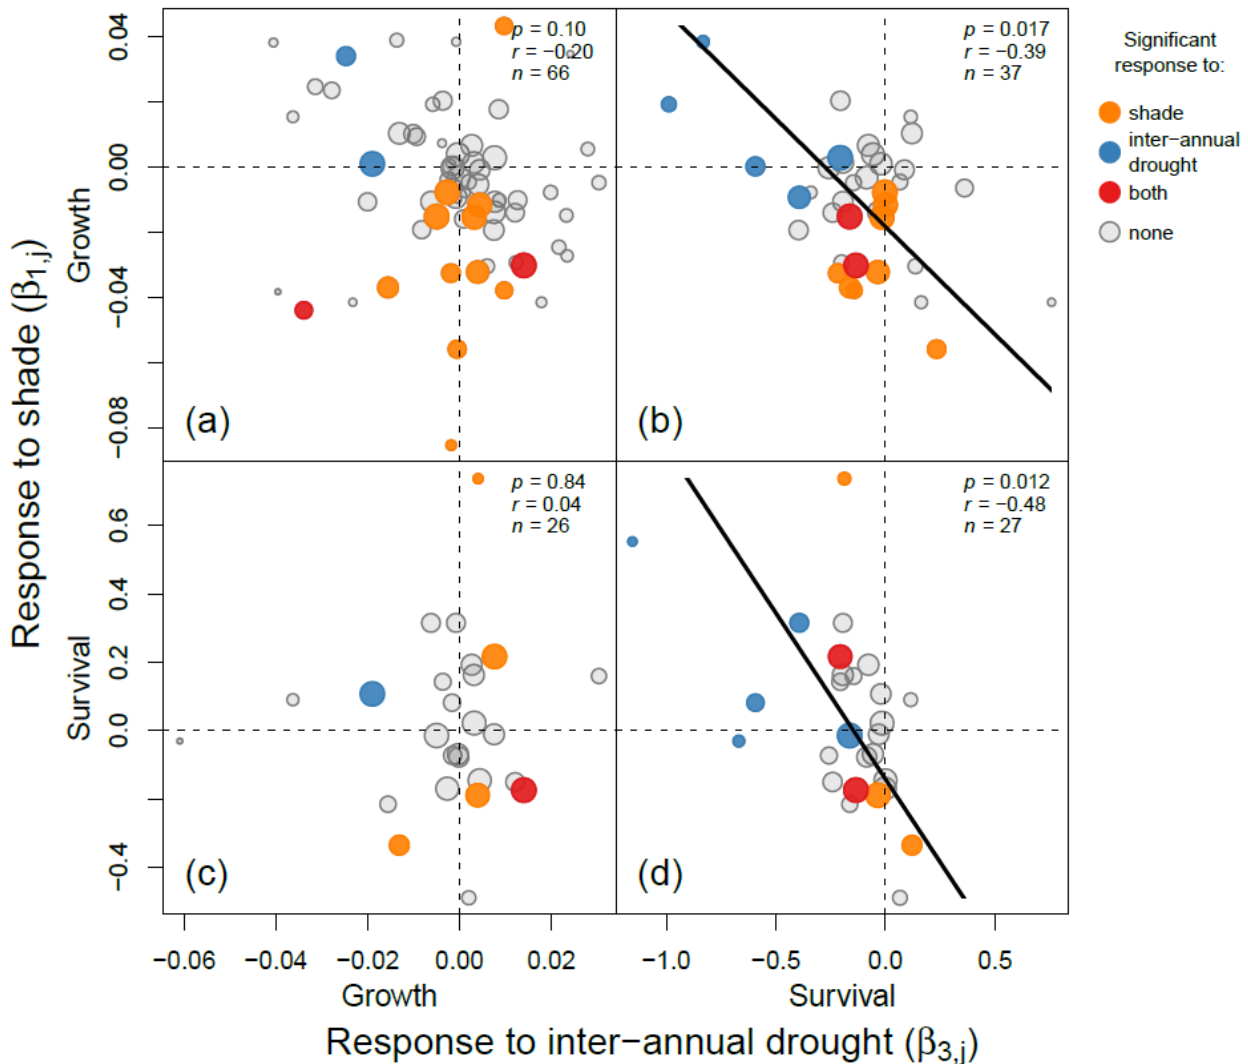 0.04
0.00
−0.04
−0.08
Growth
Response to shade (β1,j)
p = 0.10
r = −0.20
n = 66
(a)
p = 0.017
r = −0.39
n = 37
(b)
Significant
response to:
shade
inter−annual
drought
both
none
0.6
0.4
0.2
0.0
−0.4
Survival
p = 0.84
r = 0.04
n = 26
(c)
p = 0.012
r = −0.48
n = 27
(d)
−0.06 −0.04 −0.02 0.00 0.02
−1.0 −0.5 0.0 0.5
Growth
Survival
Response to inter−annual drought (β3,j)